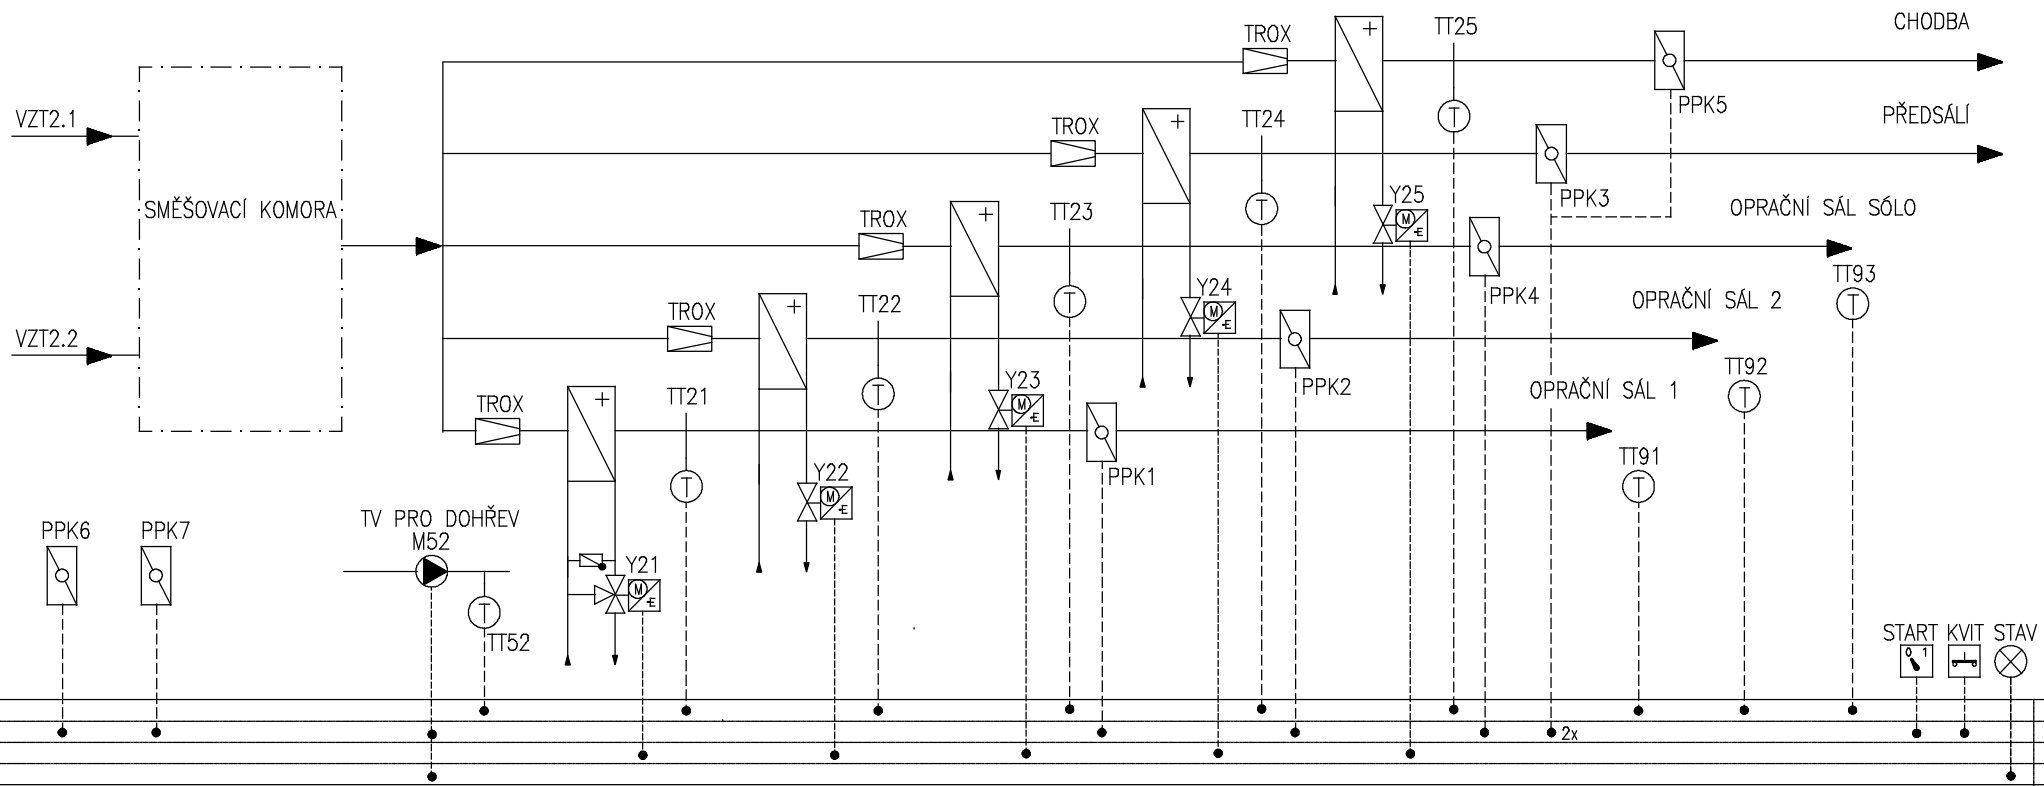 TROX
TT25
CHODBA
+
PPK5
VZT2.1
TROX
+
TT24
T
PŘEDSÁLÍ
SMĚŠOVACÍ KOMORA
TROX
+
TT23
T
Y25
M
E
PPK3
OPRAČNÍ SÁL SÓLO
VZT2.2
TROX
+
TT22
T
Y24
M
E
PPK4
OPRAČNÍ SÁL 2
TT93
T
TROX
+
TT21
T
Y23
M
E
PPK2
OPRAČNÍ SÁL 1
TT92
T
PPK6
PPK7
TV PRO DOHŘEV
M52
T
Y22
M
E
PPK1
TT91
T
T
TT52
Y21
M
E
START
KVIT
STAV
0 1
2x